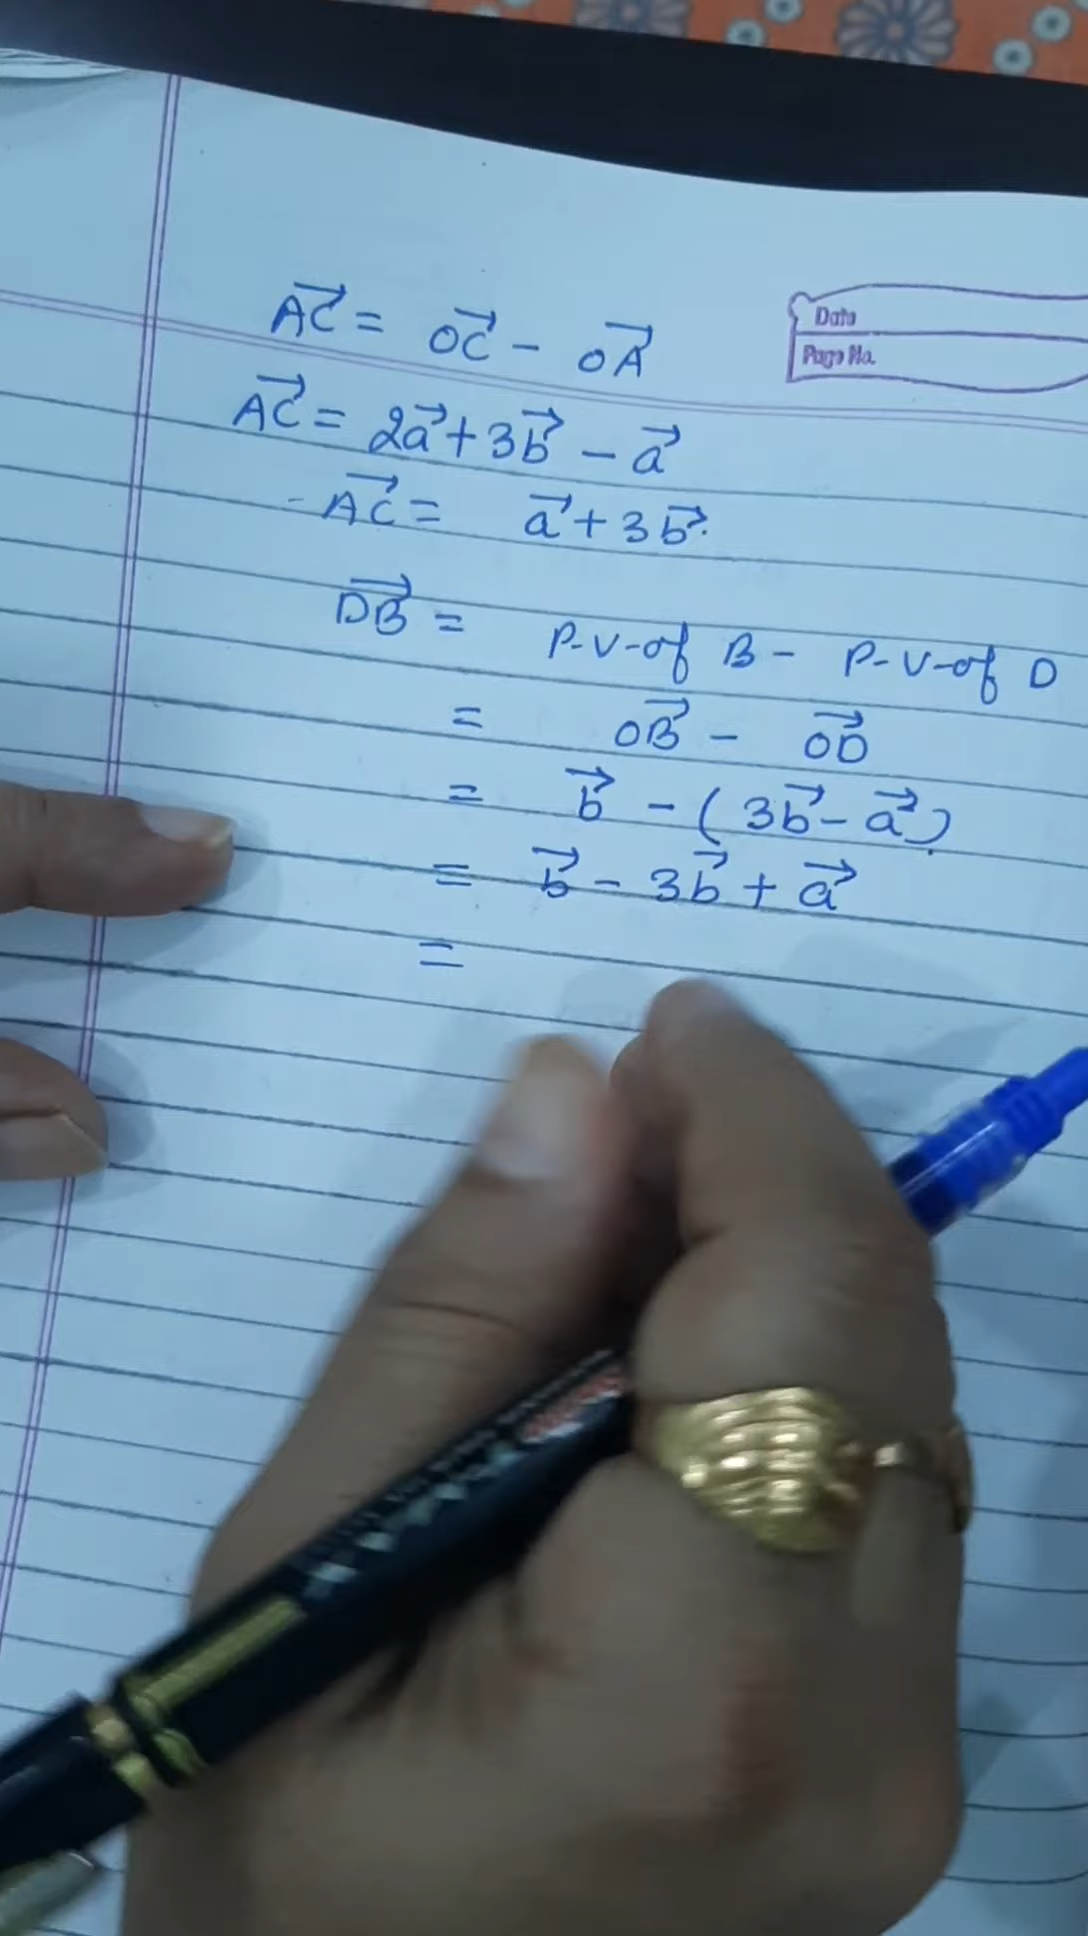 Date
Page No.
AC⃗ = OC⃗ - OA⃗
AC⃗ = 2a⃗ + 3b⃗ - a⃗
- AC⃗ = a⃗ + 3b⃗.
DB⃗ = P-V-of B - P-V-of D
= OB⃗ - OD⃗
= b⃗ - (3b⃗ - a⃗)
= b⃗ - 3b⃗ + a⃗
=